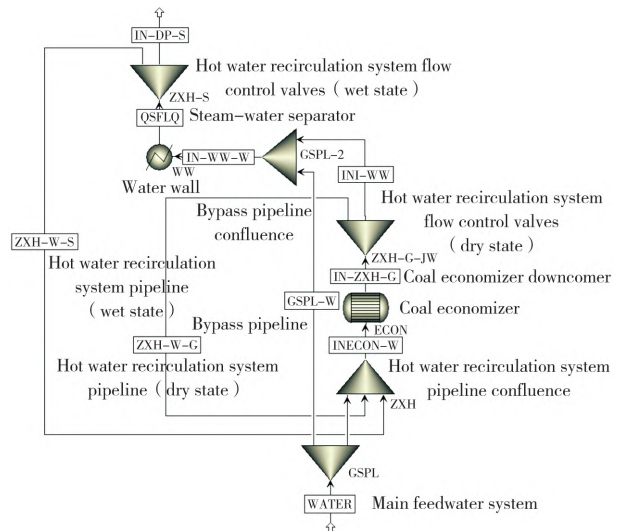 IN-DP-S
Hot water recirculation system flow
control valves ( wet state )
ZXH-S
QSFLQ
Steam-water separator
IN-WW-W
GSPL-2
WW
Water wall
INI-WW
Hot water recirculation system
flow control valves
( dry state )
Bypass pipeline
confluence
ZXH-W-S
ZXH-G-JW
Hot water recirculation
system pipeline
( wet state )
IN-ZXH-G
Coal economizer downcomer
GSPL-W
Coal economizer
Bypass pipeline
ECON
ZXH-W-G
INECON-W
Hot water recirculation system
pipeline ( dry state )
Hot water recirculation system
pipeline confluence
ZXH
GSPL
WATER
Main feedwater system